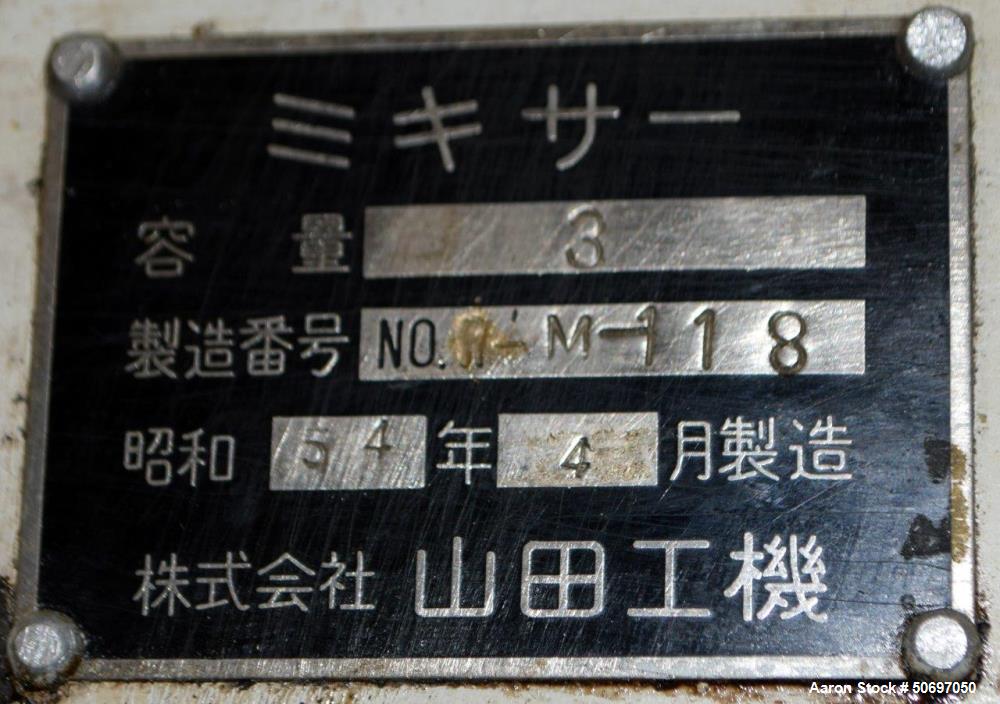 ミキサー
容量 3
製造番号 NO. M-118
昭和 54 年 4 月製造
株式会社 山田工機
Aaron Stock # 50697050